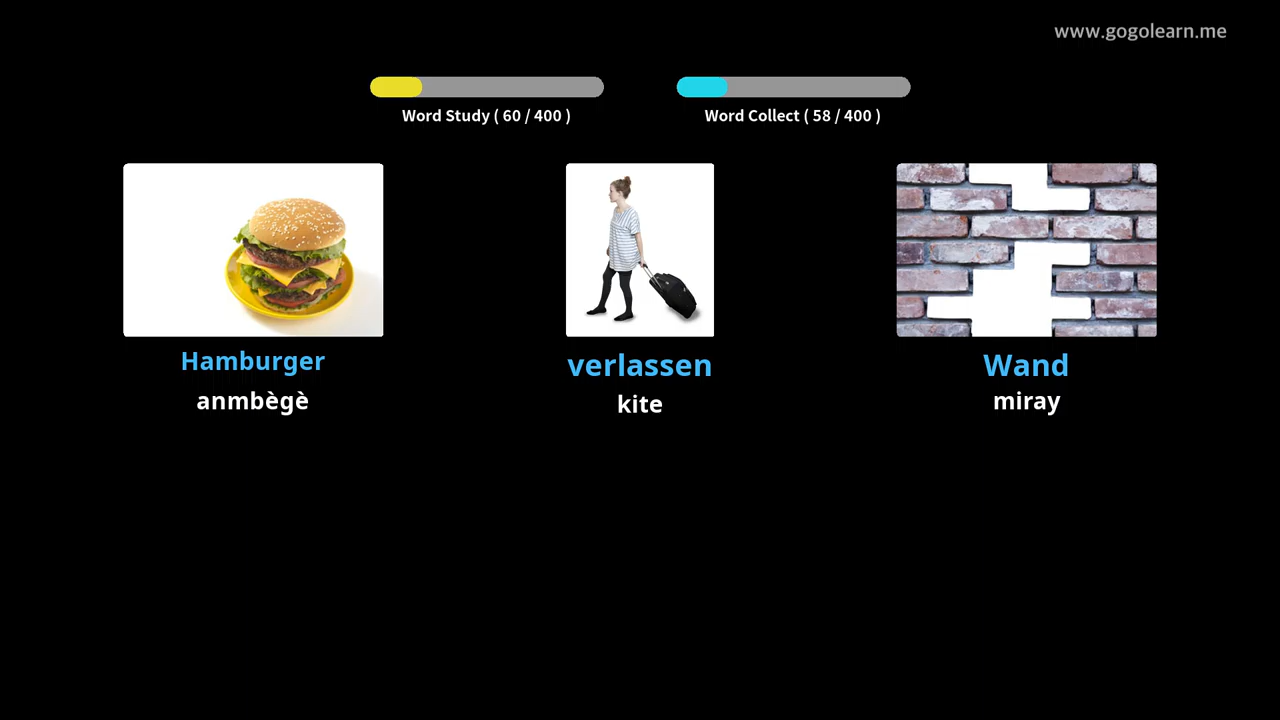 www.gogolearn.me
Word Study ( 60 / 400 )
Word Collect ( 58 / 400 )
Hamburger
anmbègè
verlassen
kite
Wand
miray